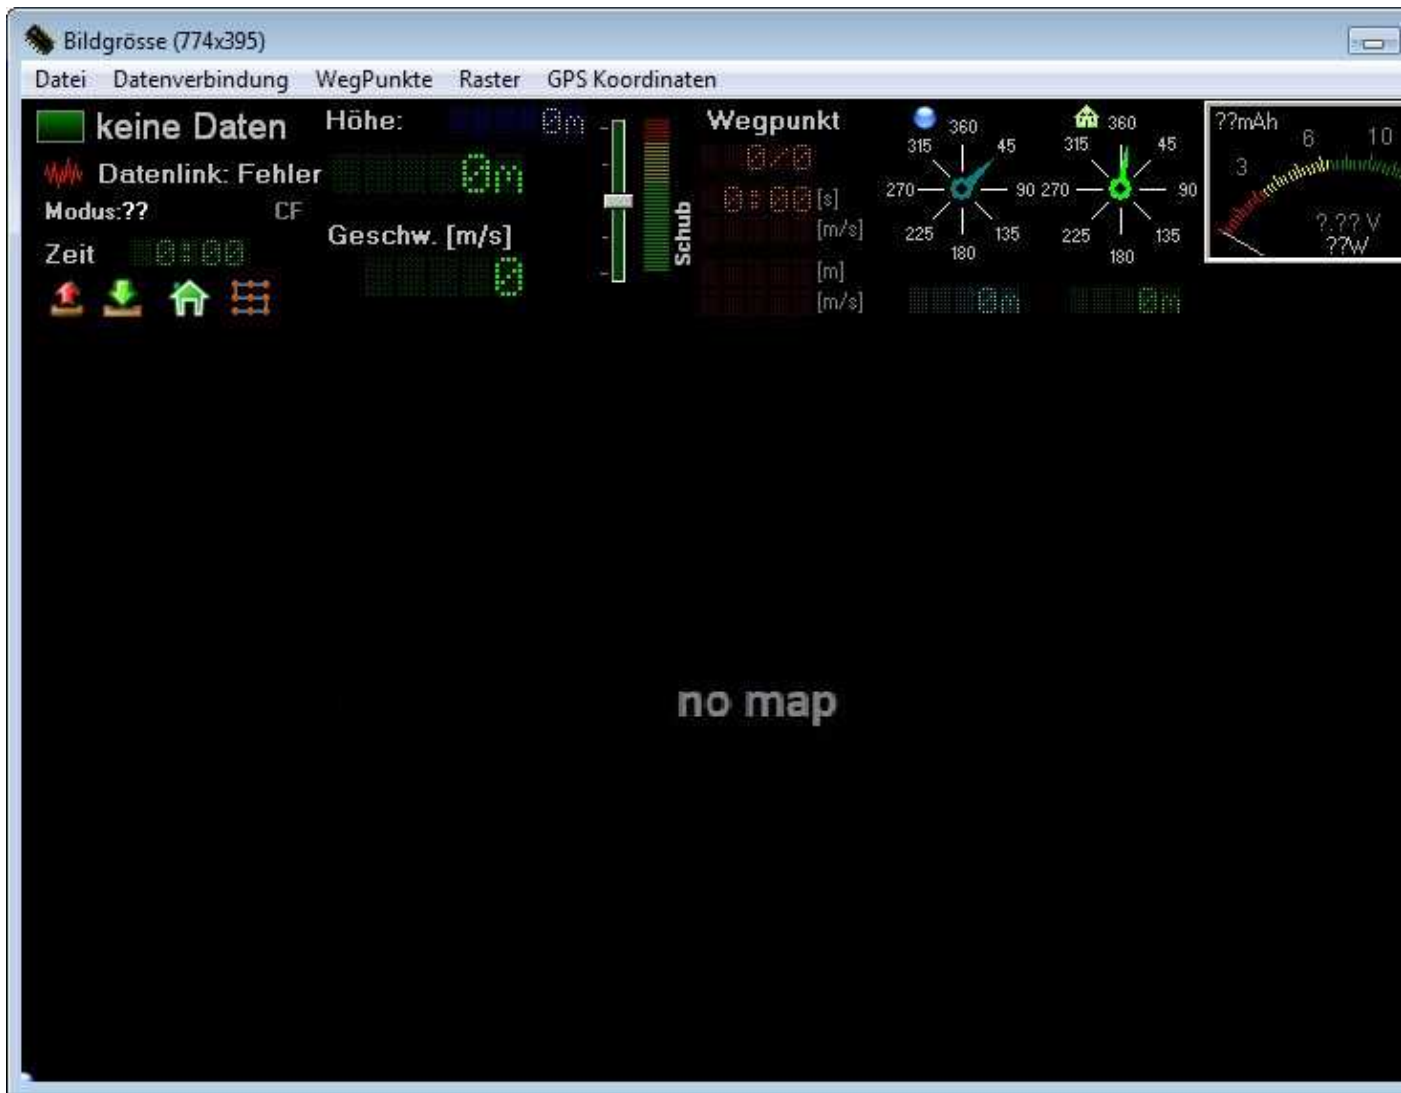 Bildgrösse (774x395)
Datei Datenverbindung WegPunkte Raster GPS Koordinaten
keine Daten
Datenlink: Fehler
Modus:?? CF
Zeit 0:00
Höhe: 0m
0m
Geschw. [m/s]
0
Schub
Wegpunkt
0/0
0:00 [s]
[m/s]
[m]
[m/s]
360
315 45
270 90
225 135
180
0m
360
315 45
270 90
225 135
180
0m
??mAh
3 6 10
?.?? V
??W
no map